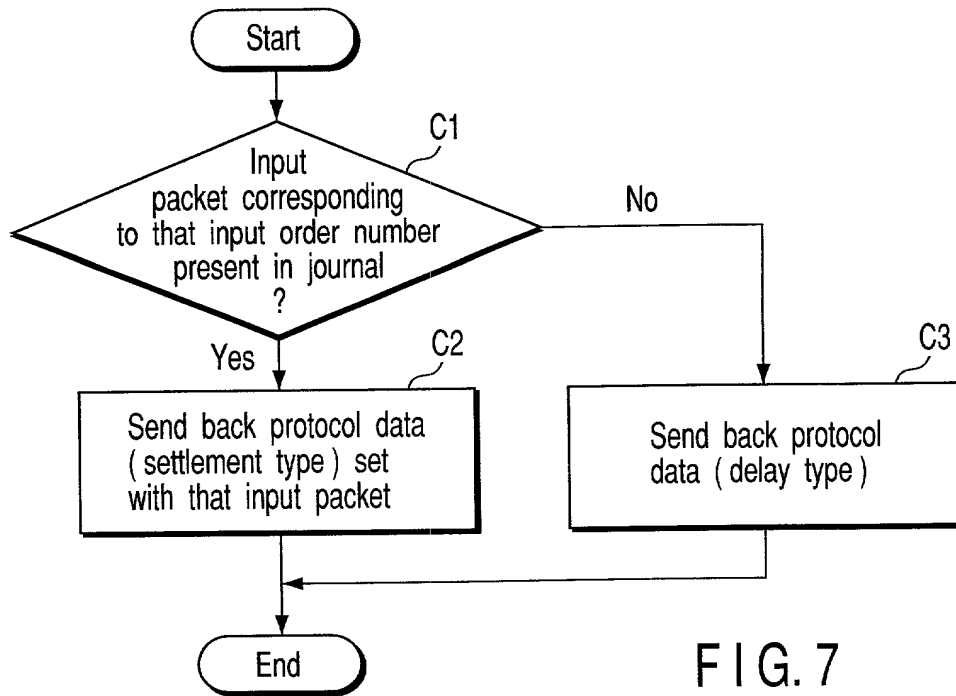 Start
C1
Input
packet corresponding
to that input order number
present in journal
?
No
Yes
C2
Send back protocol data
(settlement type) set
with that input packet
C3
Send back protocol
data (delay type)
End
FIG. 7